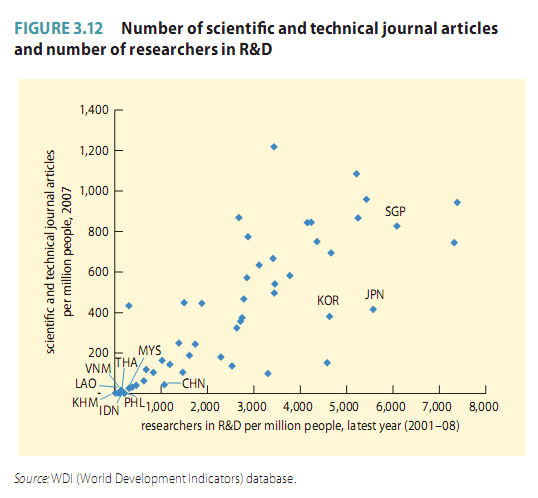 FIGURE 3.12 Number of scientific and technical journal articles
and number of researchers in R&D
scientific and technical journal articles
per million people, 2007
1,400
1,200
1,000
800
600
400
200
-
SGP
KOR
JPN
MYS
THA
VNM
LAO
CHN
KHM
IDN
PHL
1,000 2,000 3,000 4,000 5,000 6,000 7,000 8,000
researchers in R&D per million people, latest year (2001–08)
Source: WDI (World Development Indicators) database.